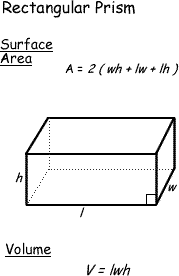 Rectangular Prism
Surface
Area
A = 2 ( wh + lw + lh )
h
w
l
Volume
V = lwh